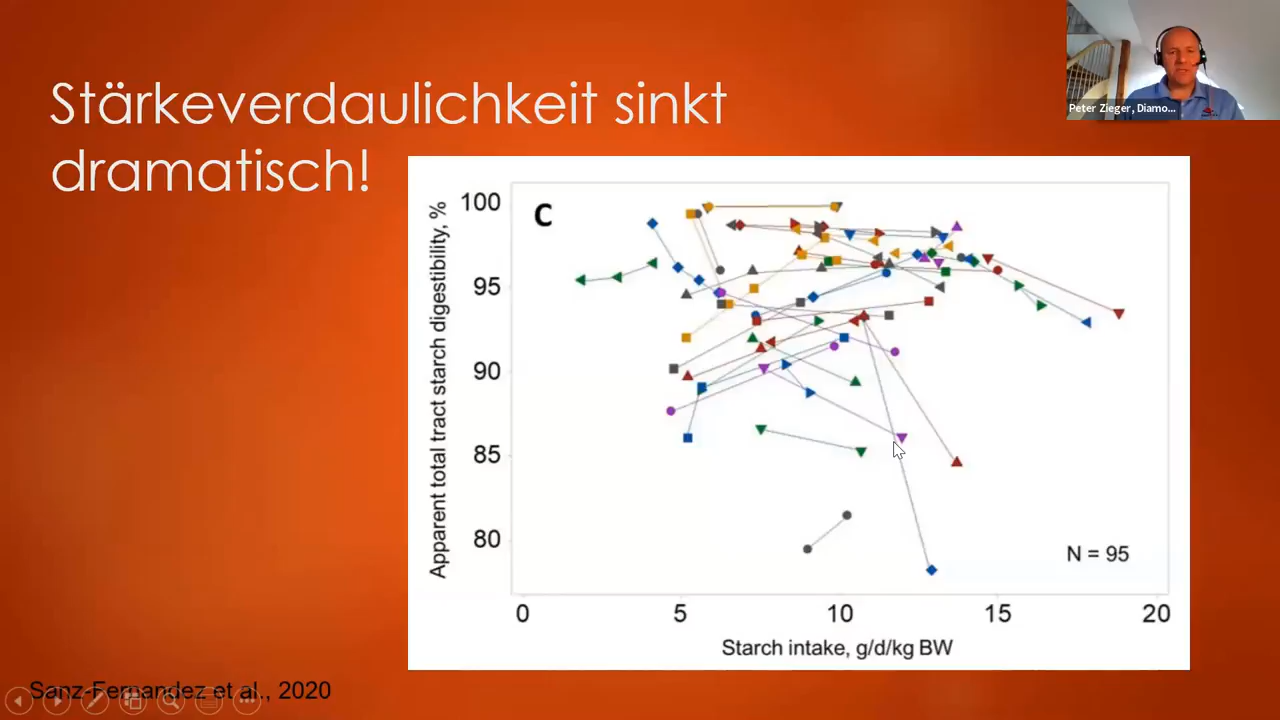 Stärkeverdaulichkeit sinkt
dramatisch!
Peter Zieger, Diamo...
C
Apparent total tract starch digestibility, %
100
95
90
85
80
N = 95
0 5 10 15 20
Starch intake, g/d/kg BW
Sanz-Fernandez et al., 2020